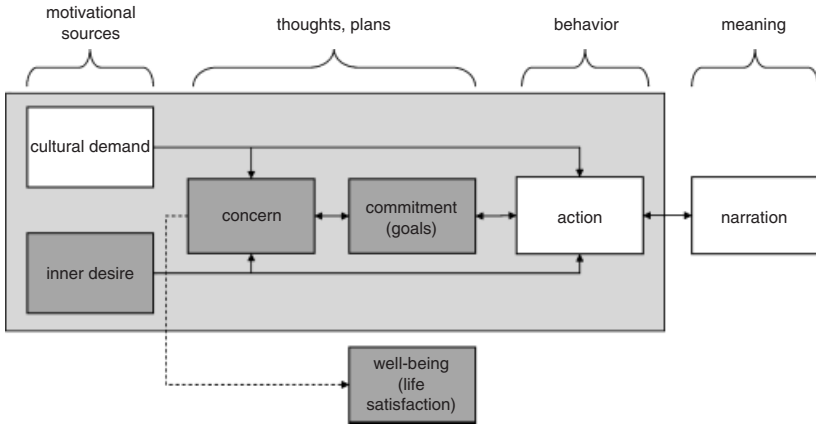 motivational
sources
thoughts, plans
behavior
meaning
cultural demand
concern
commitment
(goals)
action
narration
inner desire
well-being
(life
satisfaction)